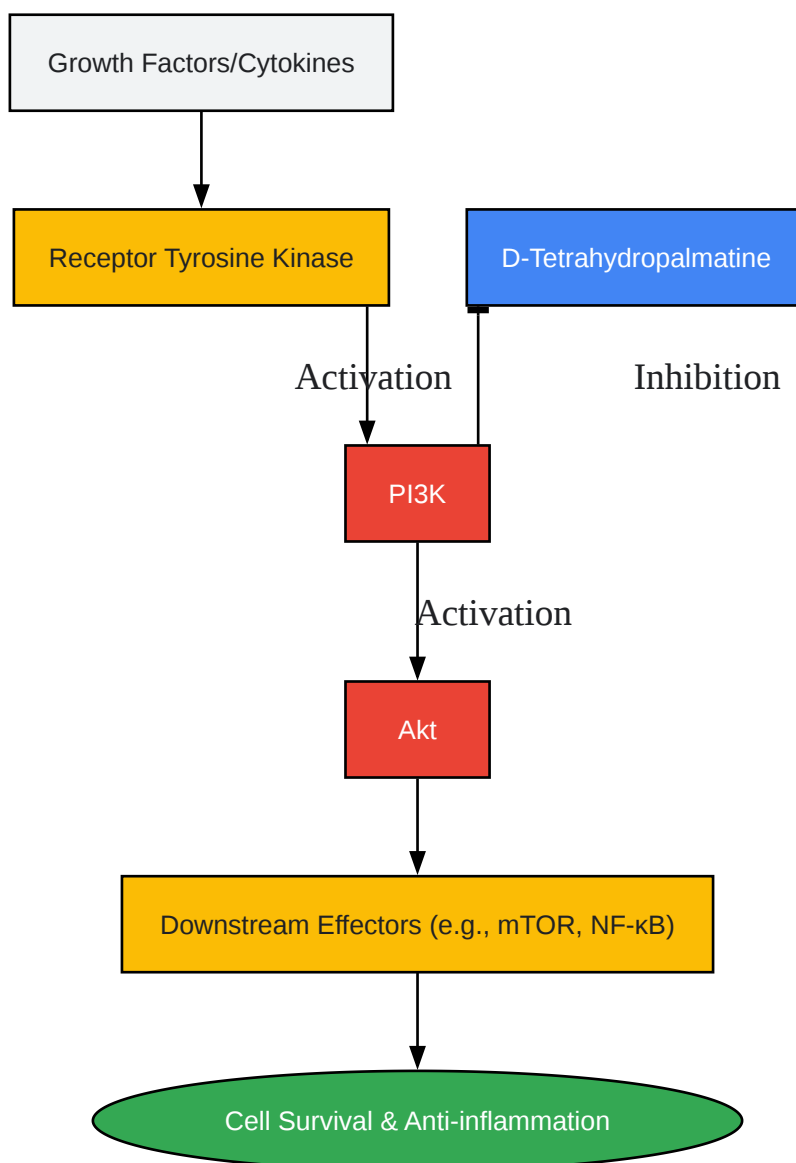 Growth Factors/Cytokines
Receptor Tyrosine Kinase
D-Tetrahydropalmatine
Activation
Inhibition
PI3K
Activation
Akt
Downstream Effectors (e.g., mTOR, NF-κB)
Cell Survival & Anti-inflammation